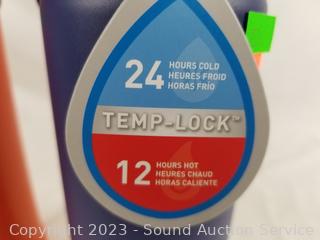 24 HOURS COLD
HEURES FROID
HORAS FRÍO
TEMP-LOCK™
12 HOURS HOT
HEURES CHAUD
HORAS CALIENTE
Copyright 2023 - Sound Auction Service